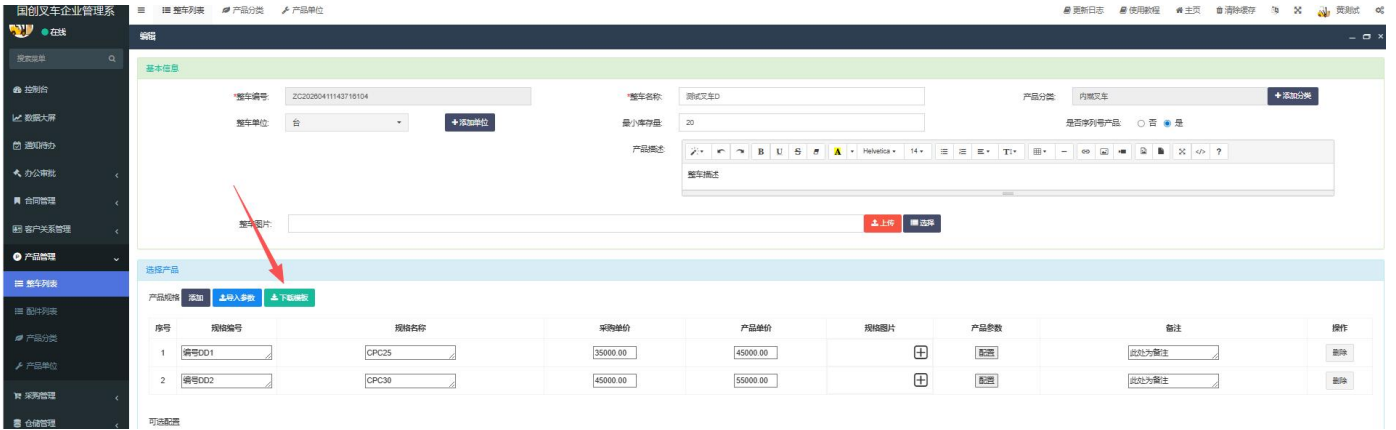 国创叉车企业管理系 整车列表 产品分类 产品单位 更新日志 使用教程 主页 清除缓存 黄测试
在线 编辑
搜索菜单
基本信息
控制台
*整车编号: ZC20260411143716104 *整车名称: 测试叉车D 产品分类: 内燃叉车 +添加分类
数据大屏
整车单位: 台 +添加单位 最小库存量: 20 是否序列号产品: 否 是
通知待办
产品描述: B U S A Helvetica 14 ?
办公审批
整车描述
合同管理
整车图片: 上传 选择
客户关系管理
产品管理
选择产品
整车列表
产品规格 添加 导入参数 下载模板
配件列表
序号 规格编号 规格名称 采购单价 产品单价 规格图片 产品参数 备注 操作
产品分类
1 编号DD1 CPC25 35000.00 45000.00 配置 此处为备注 删除
产品单位
2 编号DD2 CPC30 45000.00 55000.00 配置 此处为备注 删除
采购管理
仓储管理 可选配置